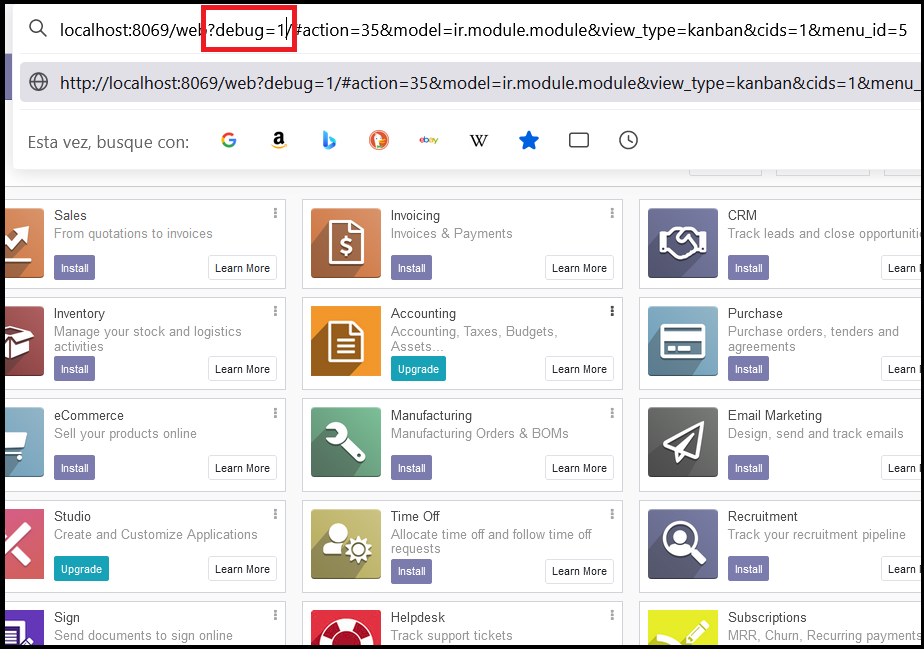 localhost:8069/web?debug=1/#action=35&model=ir.module.module&view_type=kanban&cids=1&menu_id=5
http://localhost:8069/web?debug=1/#action=35&model=ir.module.module&view_type=kanban&cids=1&menu_
Esta vez, busque con:
G a b ebay W
Sales
From quotations to invoices
Install Learn More
Invoicing
Invoices & Payments
Install Learn More
CRM
Track leads and close opportunitie
Install Learn
Inventory
Manage your stock and logistics
activities
Install Learn More
Accounting
Accounting, Taxes, Budgets,
Assets...
Upgrade Learn More
Purchase
Purchase orders, tenders and
agreements
Install Learn
eCommerce
Sell your products online
Install Learn More
Manufacturing
Manufacturing Orders & BOMs
Install Learn More
Email Marketing
Design, send and track emails
Install Learn
Studio
Create and Customize Applications
Upgrade Learn More
Time Off
Allocate time off and follow time off
requests
Install Learn More
Recruitment
Track your recruitment pipeline
Install Learn
Sign
Send documents to sign online
Helpdesk
Track support tickets
Subscriptions
MRR, Churn, Recurring payments